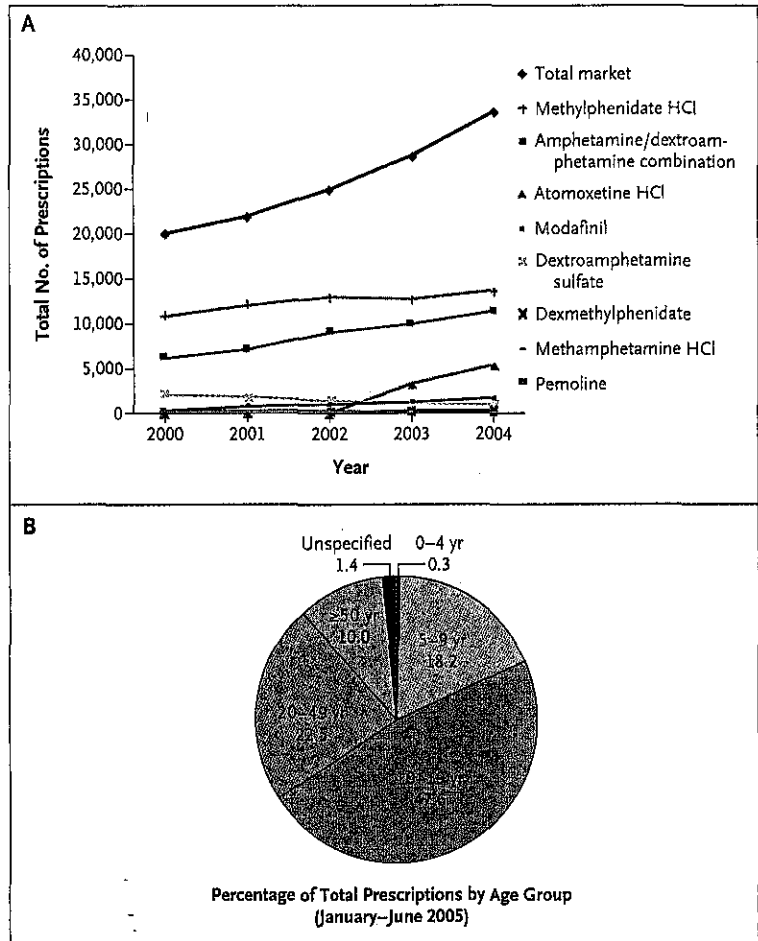 A
40,000
35,000
30,000
25,000
20,000
15,000
10,000
5,000
0
Total No. of Prescriptions
2000 2001 2002 2003 2004
Year
Total market
Methylphenidate HCl
Amphetamine/dextroam-
phetamine combination
Atomoxetine HCl
Modafinil
Dextroamphetamine
sulfate
Dexmethylphenidate
Methamphetamine HCl
Pemoline
B
Unspecified 0–4 yr
1.4 0.3
≥50 yr
10.0
5–9 yr
18.2
20–49 yr
Percentage of Total Prescriptions by Age Group
(January–June 2005)